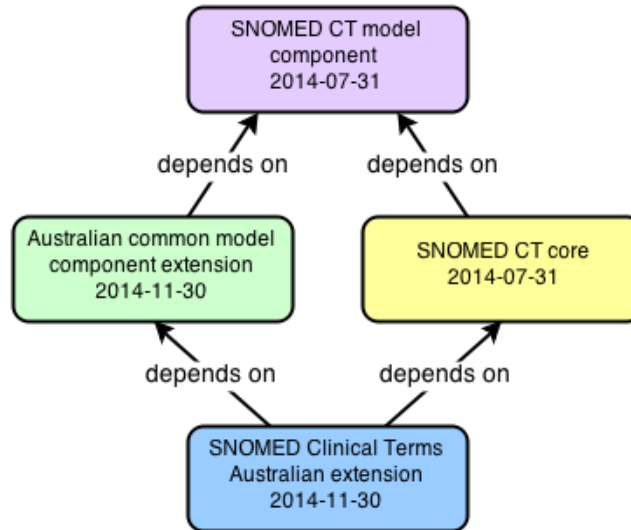 SNOMED CT model
component
2014-07-31
depends on
depends on
Australian common model
component extension
2014-11-30
SNOMED CT core
2014-07-31
depends on
depends on
SNOMED Clinical Terms
Australian extension
2014-11-30